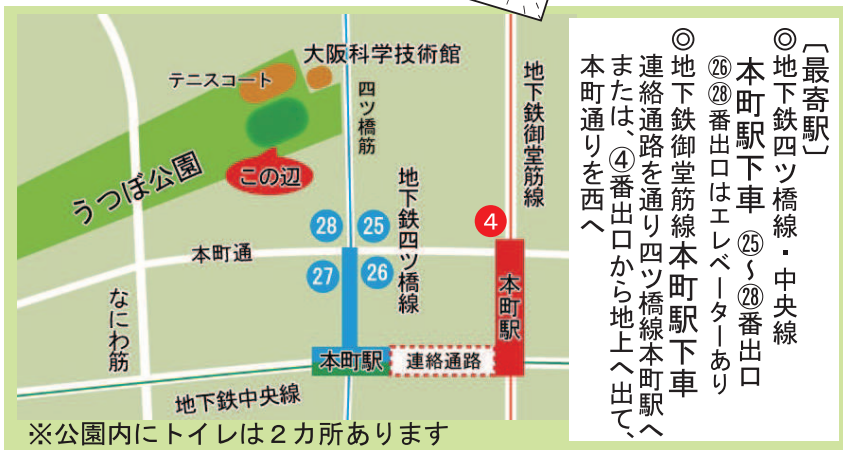 〔最寄駅〕
◎地下鉄四ツ橋線・中央線
本町駅下車 ㉕〜㉘番出口
㉖㉘番出口はエレベーターあり
◎地下鉄御堂筋線本町駅下車
連絡通路を通り四ツ橋線本町駅へ
または、④番出口から地上へ出て、
本町通りを西へ
大阪科学技術館
テニスコート
四ツ橋筋
地下鉄御堂筋線
うつぼ公園
この辺
地下鉄四ツ橋線
28
25
4
本町通
27
26
なにわ筋
本町駅
本町駅
連絡通路
地下鉄中央線
※公園内にトイレは2カ所あります